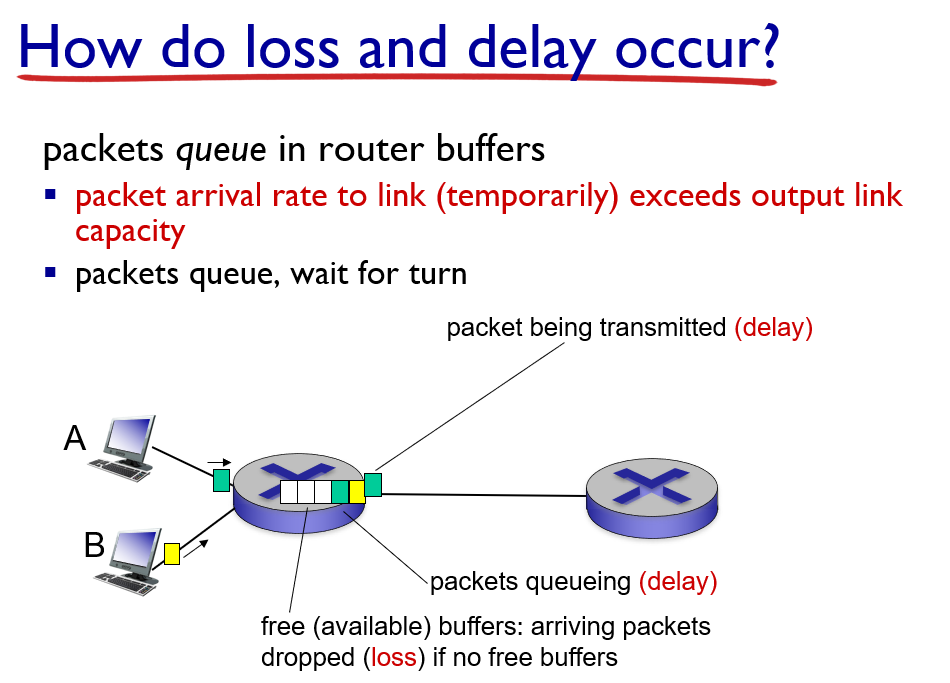 How do loss and delay occur?
packets queue in router buffers
▪ packet arrival rate to link (temporarily) exceeds output link
capacity
▪ packets queue, wait for turn
packet being transmitted (delay)
A
B
packets queueing (delay)
free (available) buffers: arriving packets
dropped (loss) if no free buffers